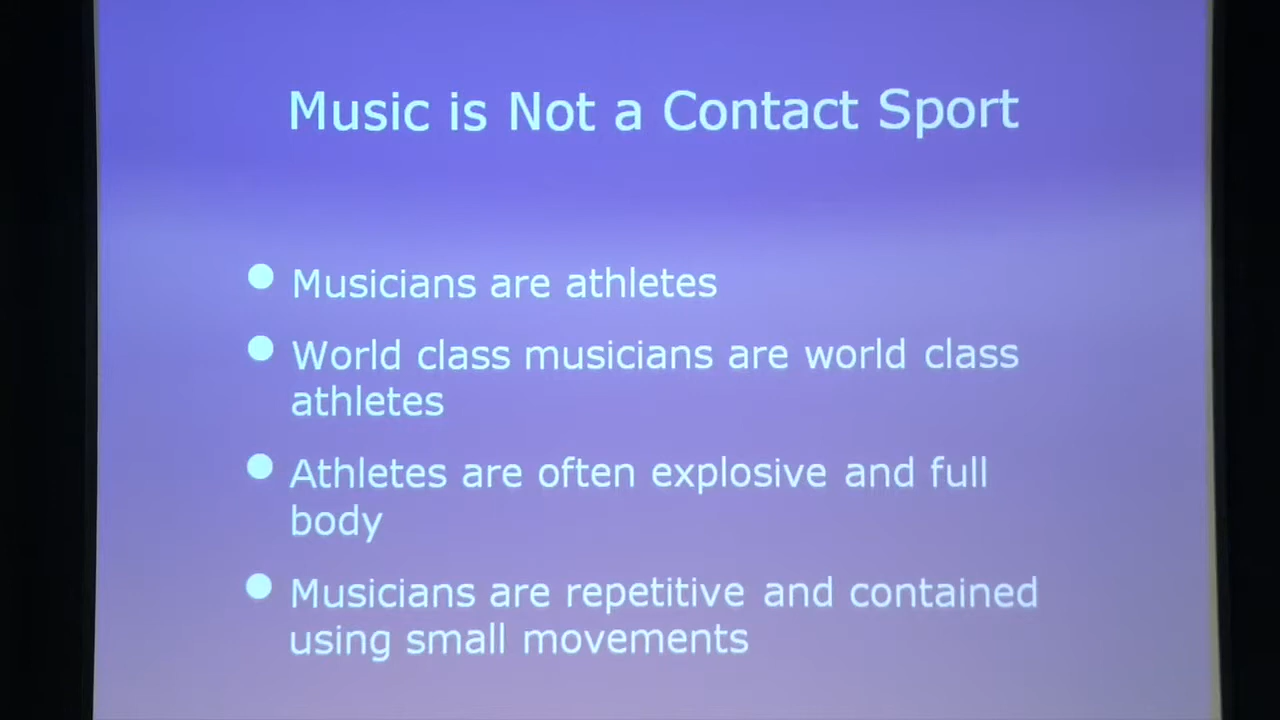 Music is Not a Contact Sport
Musicians are athletes
World class musicians are world class
athletes
Athletes are often explosive and full
body
Musicians are repetitive and contained
using small movements